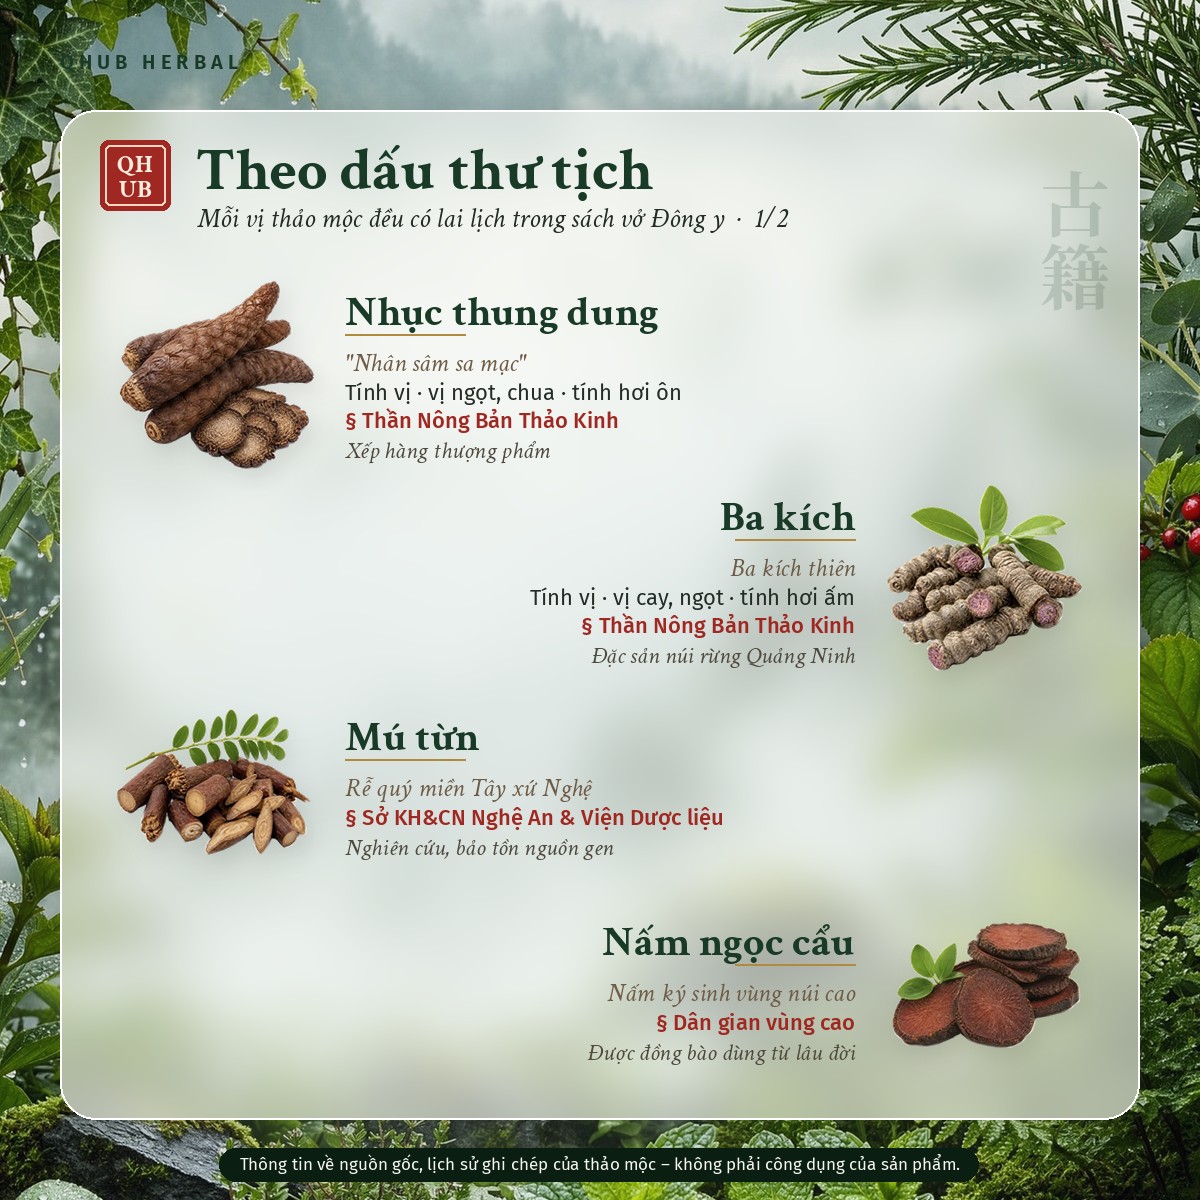 QHUB HERBAL
QH
UB
Theo dấu thư tịch
Mỗi vị thảo mộc đều có lai lịch trong sách vở Đông y · 1/2
古
籍
Nhục thung dung
"Nhân sâm sa mạc"
Tính vị · vị ngọt, chua · tính hơi ôn
§ Thần Nông Bản Thảo Kinh
Xếp hàng thượng phẩm
Ba kích
Ba kích thiên
Tính vị · vị cay, ngọt · tính hơi ấm
§ Thần Nông Bản Thảo Kinh
Đặc sản núi rừng Quảng Ninh
Mú từn
Rễ quý miền Tây xứ Nghệ
§ Sở KH&CN Nghệ An & Viện Dược liệu
Nghiên cứu, bảo tồn nguồn gen
Nấm ngọc cẩu
Nấm ký sinh vùng núi cao
§ Dân gian vùng cao
Được đồng bào dùng từ lâu đời
Thông tin về nguồn gốc, lịch sử ghi chép của thảo mộc – không phải công dụng của sản phẩm.